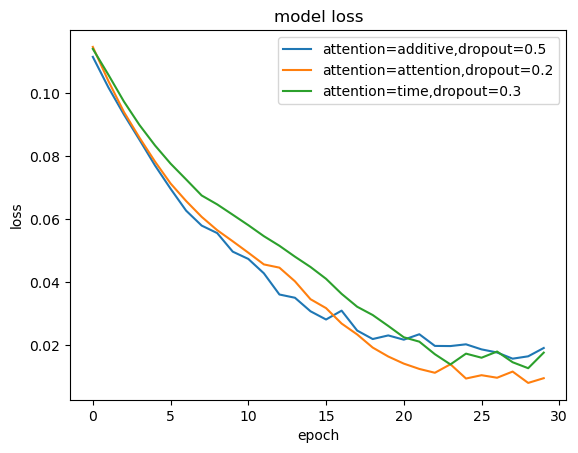 model loss
attention=additive,dropout=0.5
attention=attention,dropout=0.2
attention=time,dropout=0.3
loss
0.10
0.08
0.06
0.04
0.02
0 5 10 15 20 25 30
epoch